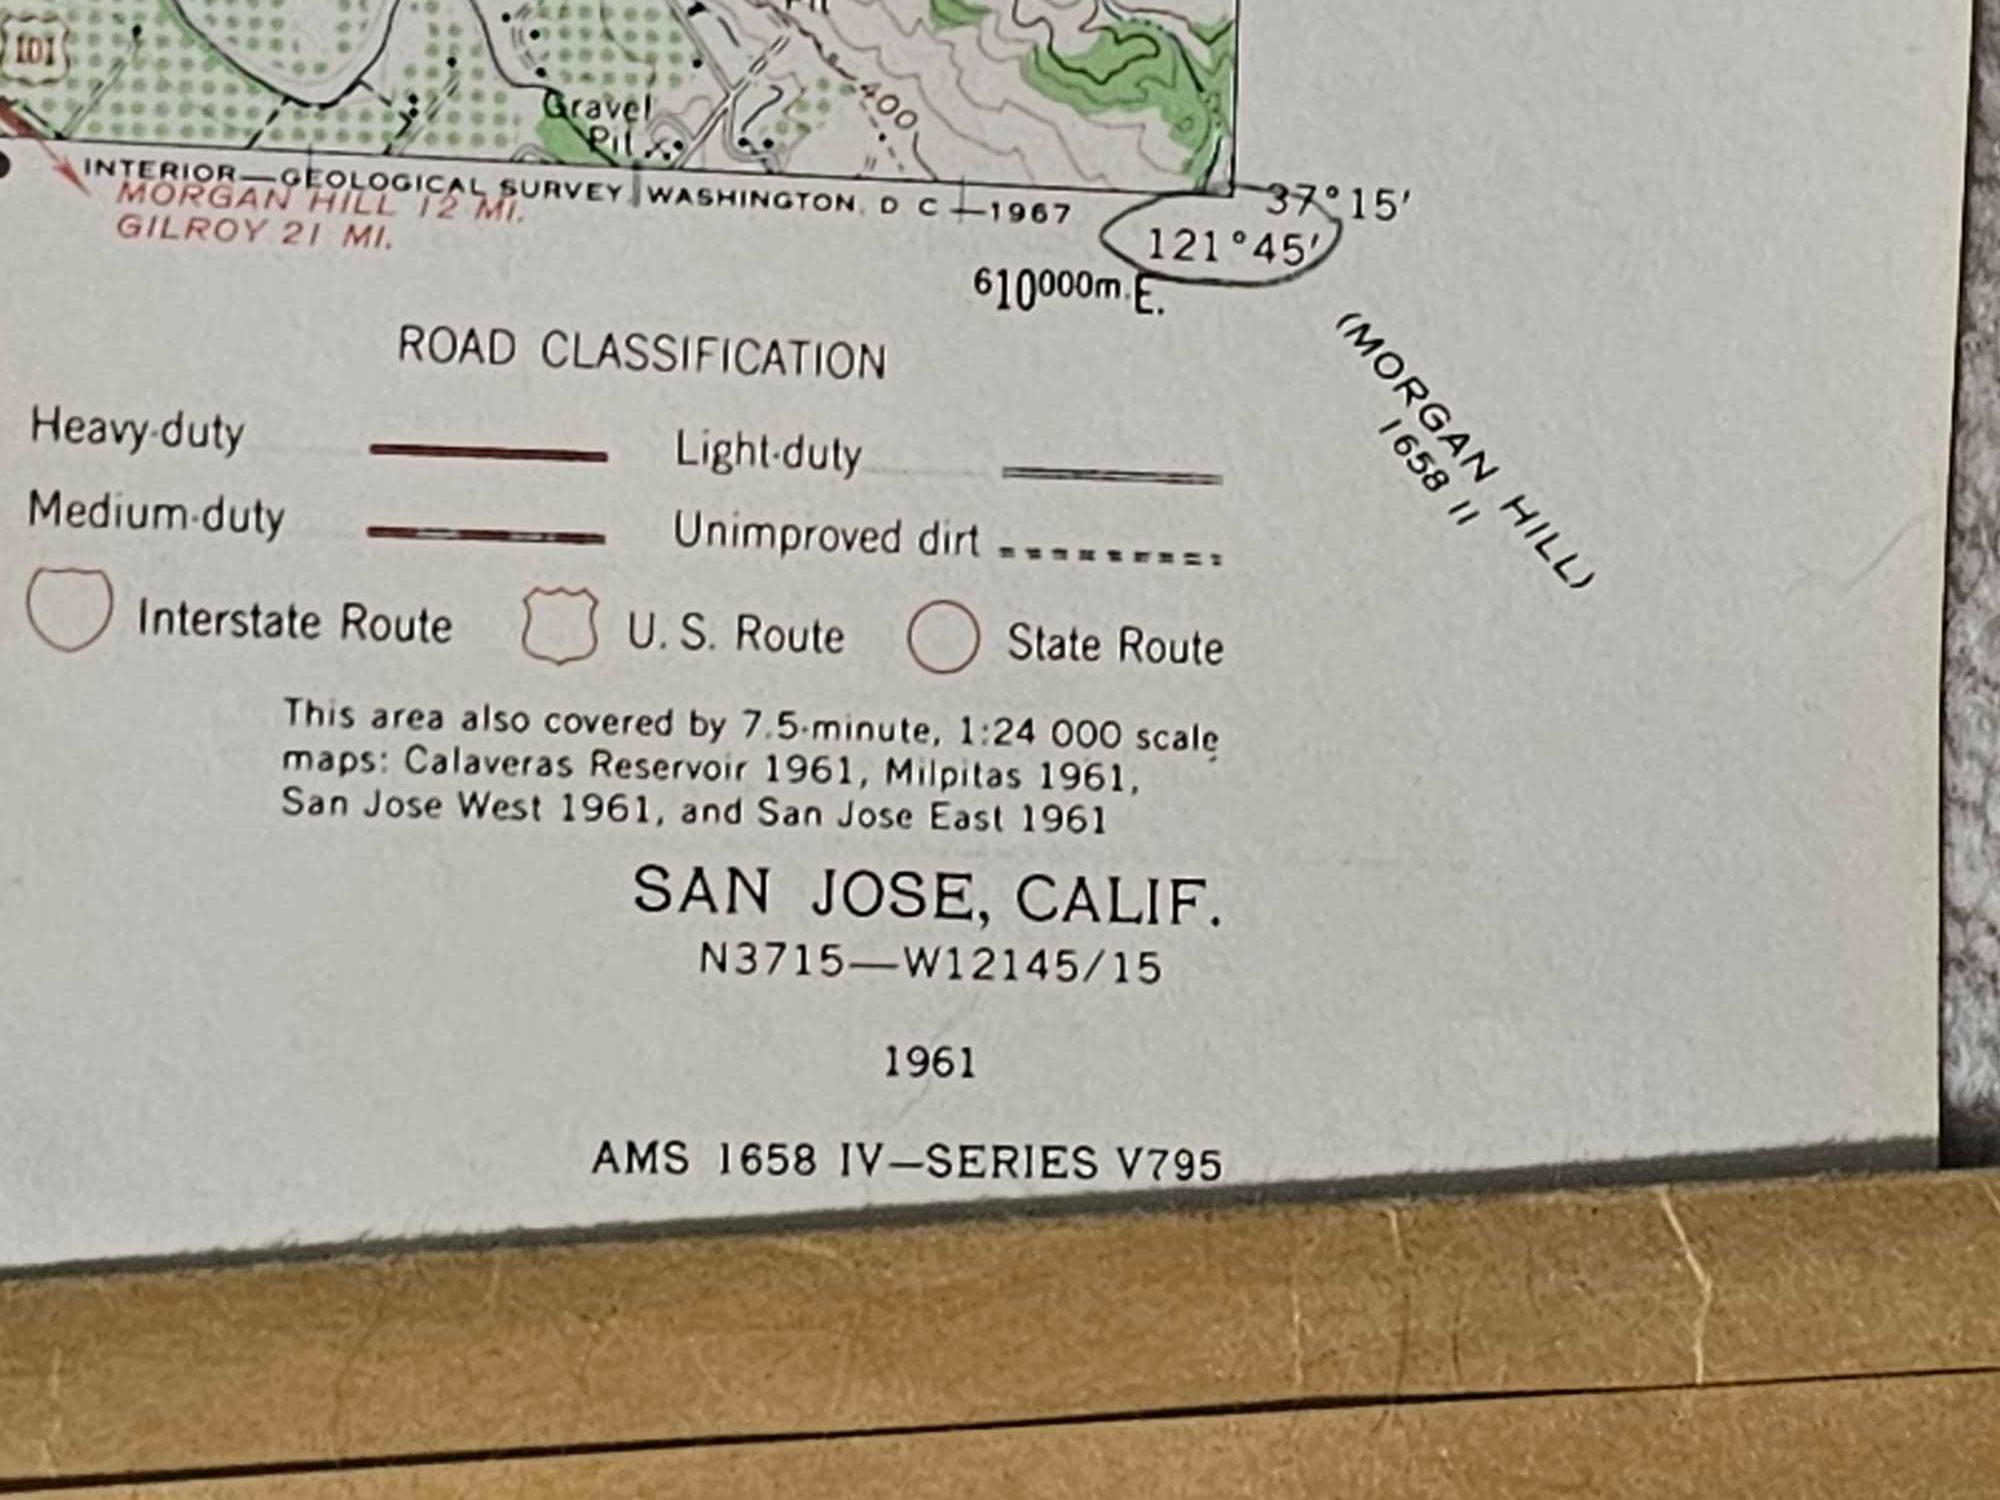 101
Gravel
Pit
400
INTERIOR—GEOLOGICAL SURVEY, WASHINGTON, D C—1967
MORGAN HILL 12 MI.
GILROY 21 MI.
37°15′
121°45′
610000m.E.
(MORGAN HILL)
1658 II
ROAD CLASSIFICATION
Heavy-duty Light-duty
Medium-duty Unimproved dirt
Interstate Route U. S. Route State Route
This area also covered by 7.5-minute, 1:24 000 scale
maps: Calaveras Reservoir 1961, Milpitas 1961,
San Jose West 1961, and San Jose East 1961
SAN JOSE, CALIF.
N3715—W12145/15
1961
AMS 1658 IV—SERIES V795